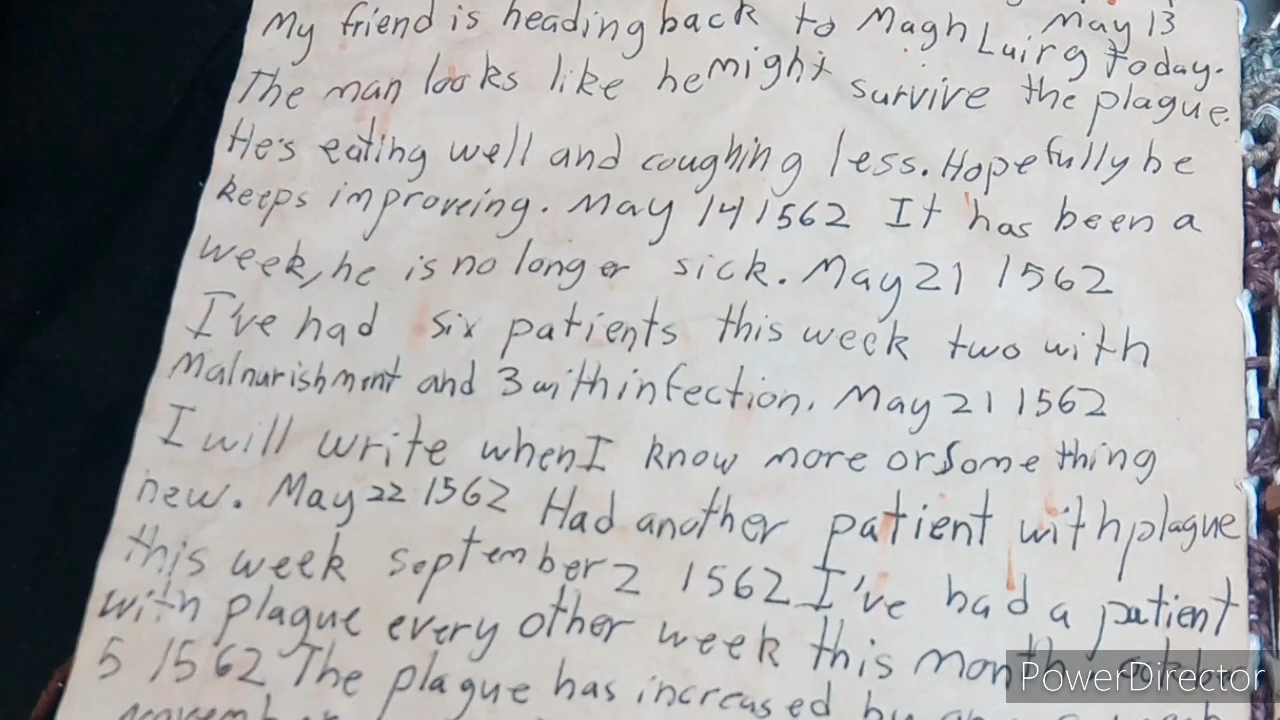 My friend is heading back to Magh Luirg today. May 13
The man looks like he might survive the plague.
He's eating well and coughing less. Hopefully he
keeps improveing. May 14 1562 It has been a
week, he is no longer sick. May 21 1562
I've had six patients this week two with
Malnurishment and 3 with infection. May 21 1562
I will write when I know more or some thing
new. May 22 1562 Had another patient with plague
this week september 2 1562 I've had a patient
with plague every other week this month
5 1562 The plague has increased by
PowerDirector